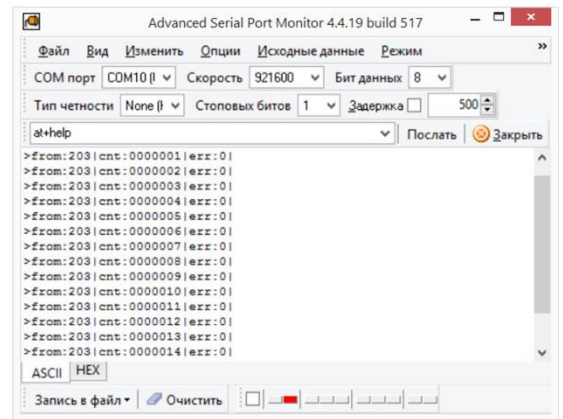 Advanced Serial Port Monitor 4.4.19 build 517
Файл Вид Изменить Опции Исходные данные Режим »
COM порт COM10 (I Скорость 921600 Бит данных 8
Тип четности None (I Стоповых битов 1 Задержка 500
at+help Послать Закрыть
>from:203|cnt:0000001|err:0|
>from:203|cnt:0000002|err:0|
>from:203|cnt:0000003|err:0|
>from:203|cnt:0000004|err:0|
>from:203|cnt:0000005|err:0|
>from:203|cnt:0000006|err:0|
>from:203|cnt:0000007|err:0|
>from:203|cnt:0000008|err:0|
>from:203|cnt:0000009|err:0|
>from:203|cnt:0000010|err:0|
>from:203|cnt:0000011|err:0|
>from:203|cnt:0000012|err:0|
>from:203|cnt:0000013|err:0|
>from:203|cnt:0000014|err:0|
ASCII HEX
Запись в файл Очистить